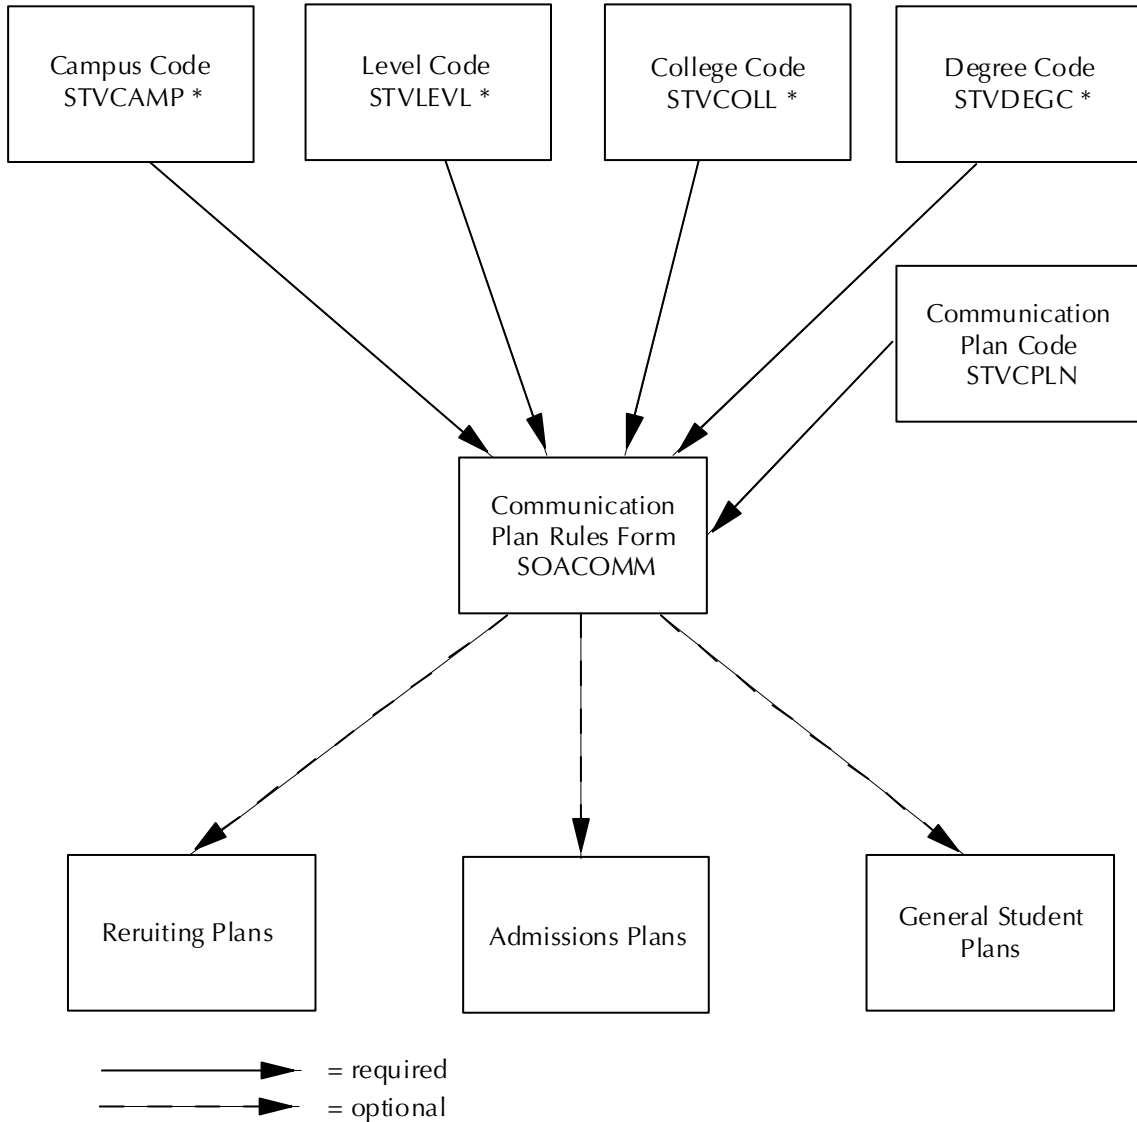 Campus Code
STVCAMP *
Level Code
STVLEVL *
College Code
STVCOLL *
Degree Code
STVDEGC *
Communication
Plan Code
STVCPLN
Communication
Plan Rules Form
SOACOMM
Reruiting Plans
Admissions Plans
General Student
Plans
= required
= optional